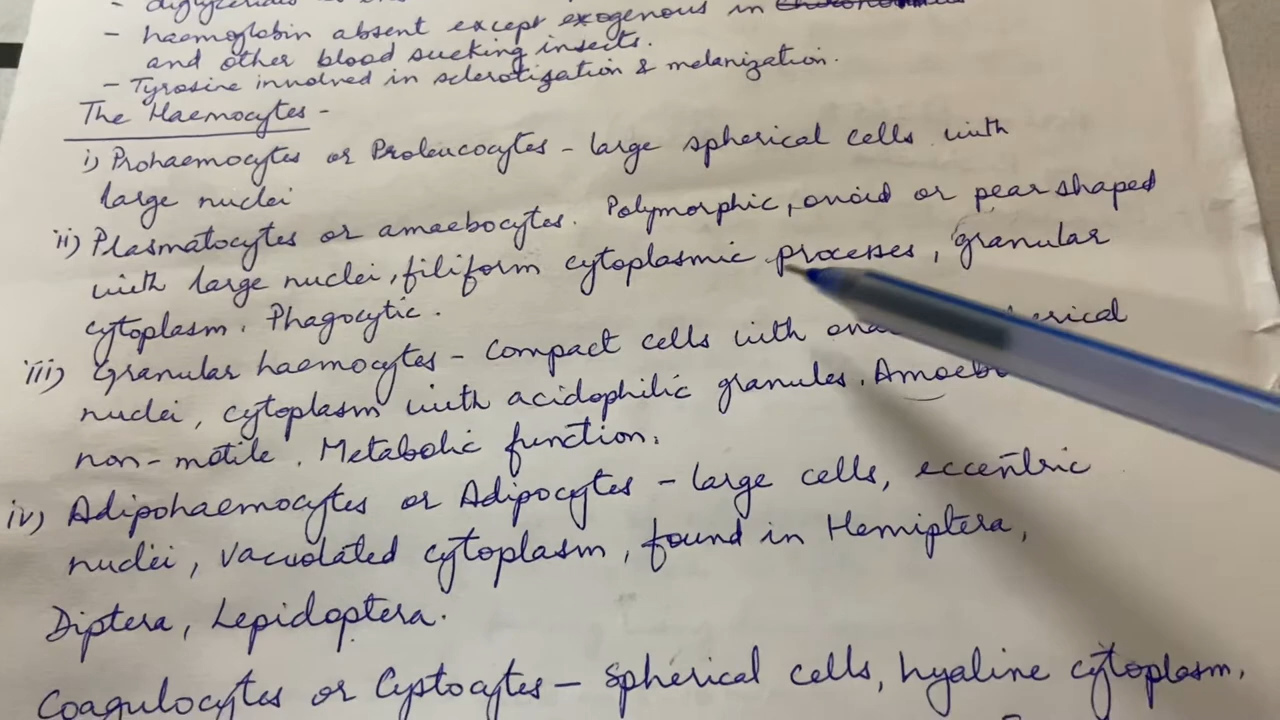 - haemoglobin absent except exogenous in
and other blood sucking insects.
- Tyrosine involved in sclerotization & melanization.
The Haemocytes -
i) Prohaemocytes or Proleucocytes - large spherical cells with
large nuclei
ii) Plasmatocytes or amaebocytes. Polymorphic, ovoid or pear shaped
with large nuclei, filiform cytoplasmic processes, granular
cytoplasm. Phagocytic.
iii) Granular haemocytes - Compact cells with
nuclei, cytoplasm with acidophilic granules.
non-motile. Metabolic function.
iv) Adipohaemocytes or Adipocytes - large cells, eccentric
nuclei, vacuolated cytoplasm, found in Hemiptera,
Diptera, Lepidoptera.
Coagulocytes or Cystocytes - Spherical cells, hyaline cytoplasm,